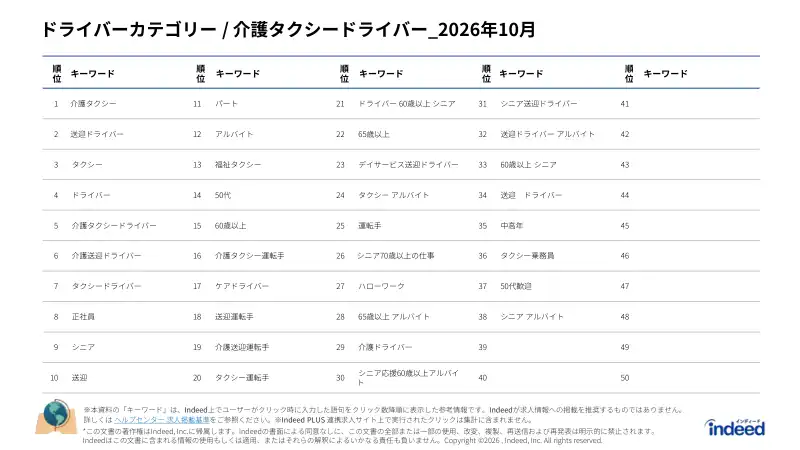 ドライバーカテゴリー / 介護タクシードライバー_2026年10月
順位 キーワード 順位 キーワード 順位 キーワード 順位 キーワード 順位 キーワード
1 介護タクシー 11 パート 21 ドライバー 60歳以上 シニア 31 シニア送迎ドライバー 41
2 送迎ドライバー 12 アルバイト 22 65歳以上 32 送迎ドライバー アルバイト 42
3 タクシー 13 福祉タクシー 23 デイサービス送迎ドライバー 33 60歳以上 シニア 43
4 ドライバー 14 50代 24 タクシー アルバイト 34 送迎　ドライバー 44
5 介護タクシードライバー 15 60歳以上 25 運転手 35 中高年 45
6 介護送迎ドライバー 16 介護タクシー運転手 26 シニア70歳以上の仕事 36 タクシー乗務員 46
7 タクシードライバー 17 ケアドライバー 27 ハローワーク 37 50代歓迎 47
8 正社員 18 送迎運転手 28 65歳以上 アルバイト 38 シニア アルバイト 48
9 シニア 19 介護送迎運転手 29 介護ドライバー 39 49
10 送迎 20 タクシー運転手 30 シニア応援60歳以上アルバイト 40 50
※本資料の「キーワード」は、Indeed上でユーザーがクリック時に入力した語句をクリック数降順に表示した参考情報です。Indeedが求人情報への掲載を推奨するものではありません。
詳しくは ヘルプセンター 求人掲載基準をご参照ください。※Indeed PLUS 連携求人サイト上で実行されたクリックは集計に含まれません。
*この文書の著作権はIndeed, Inc.に帰属します。Indeedの書面による同意なしに、この文書の全部または一部の使用、改変、複製、再送信および再発表は明示的に禁止されます。
Indeedはこの文書に含まれる情報の使用もしくは適用、またはそれらの解釈によるいかなる責任も負いません。Copyright ©2026 , Indeed, Inc. All rights reserved.
インディード
indeed